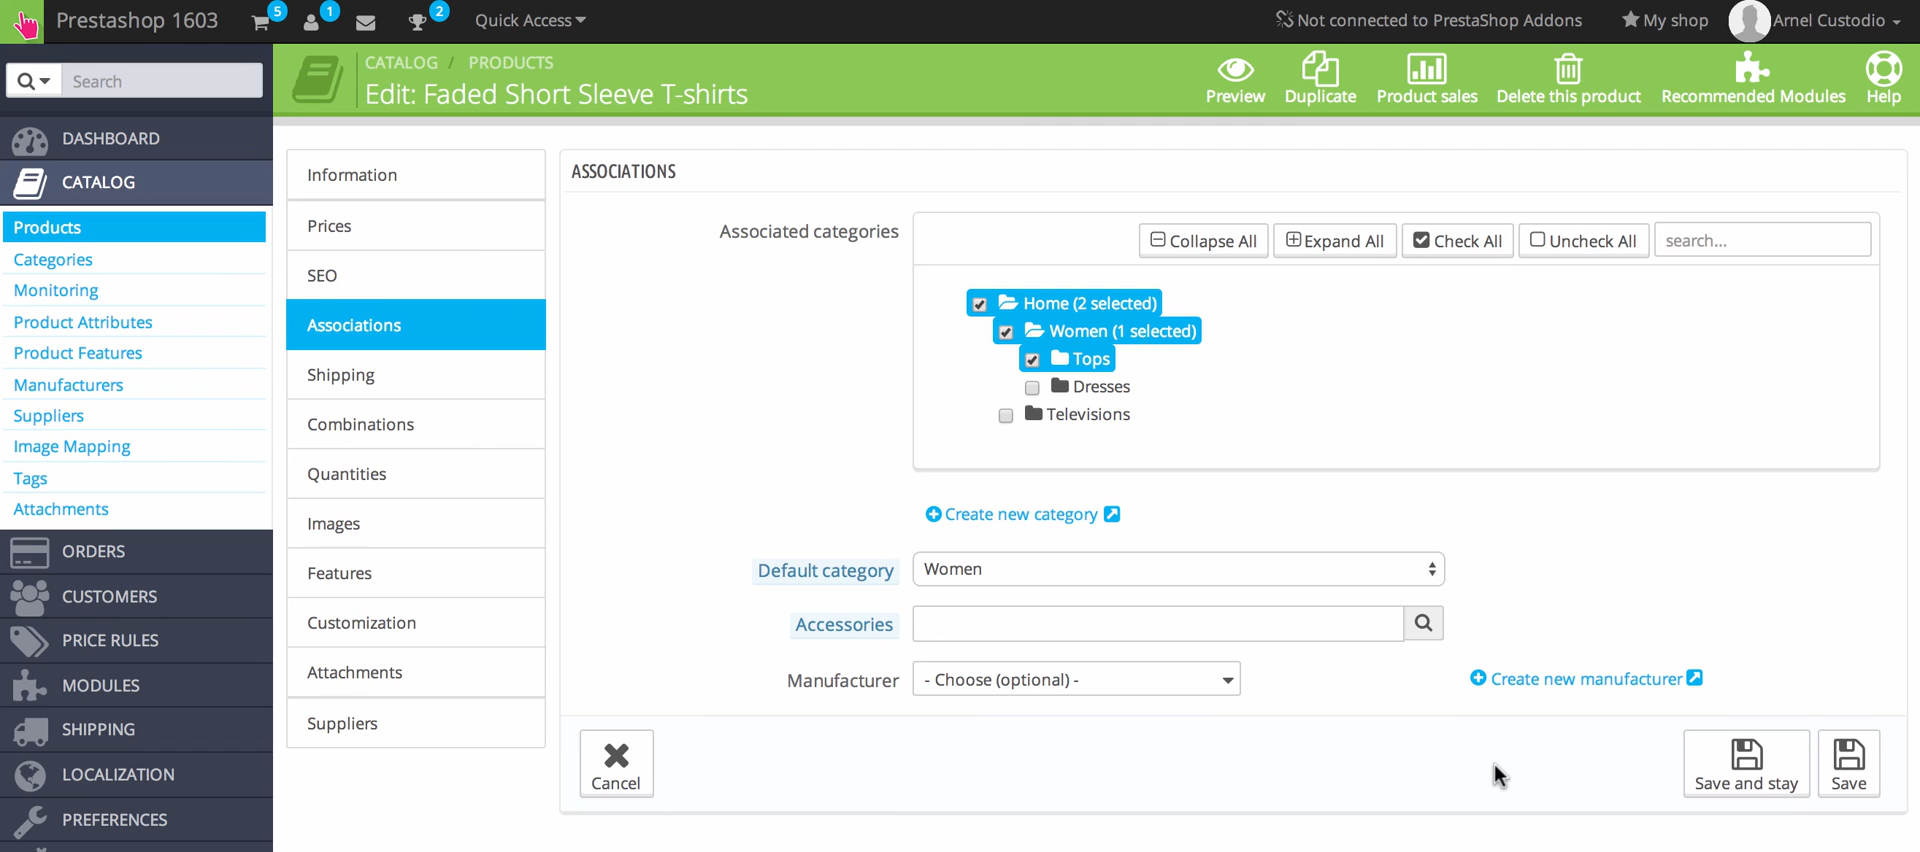 Prestashop 1603
5
1
2
Quick Access
Not connected to PrestaShop Addons
My shop
Arnel Custodio
Search
CATALOG / PRODUCTS
Edit: Faded Short Sleeve T-shirts
Preview
Duplicate
Product sales
Delete this product
Recommended Modules
Help
DASHBOARD
CATALOG
Products
Categories
Monitoring
Product Attributes
Product Features
Manufacturers
Suppliers
Image Mapping
Tags
Attachments
ORDERS
CUSTOMERS
PRICE RULES
MODULES
SHIPPING
LOCALIZATION
PREFERENCES
Information
Prices
SEO
Associations
Shipping
Combinations
Quantities
Images
Features
Customization
Attachments
Suppliers
ASSOCIATIONS
Associated categories
Collapse All
Expand All
Check All
Uncheck All
search...
Home (2 selected)
Women (1 selected)
Tops
Dresses
Televisions
Create new category
Default category
Women
Accessories
Manufacturer
- Choose (optional) -
Create new manufacturer
Cancel
Save and stay
Save